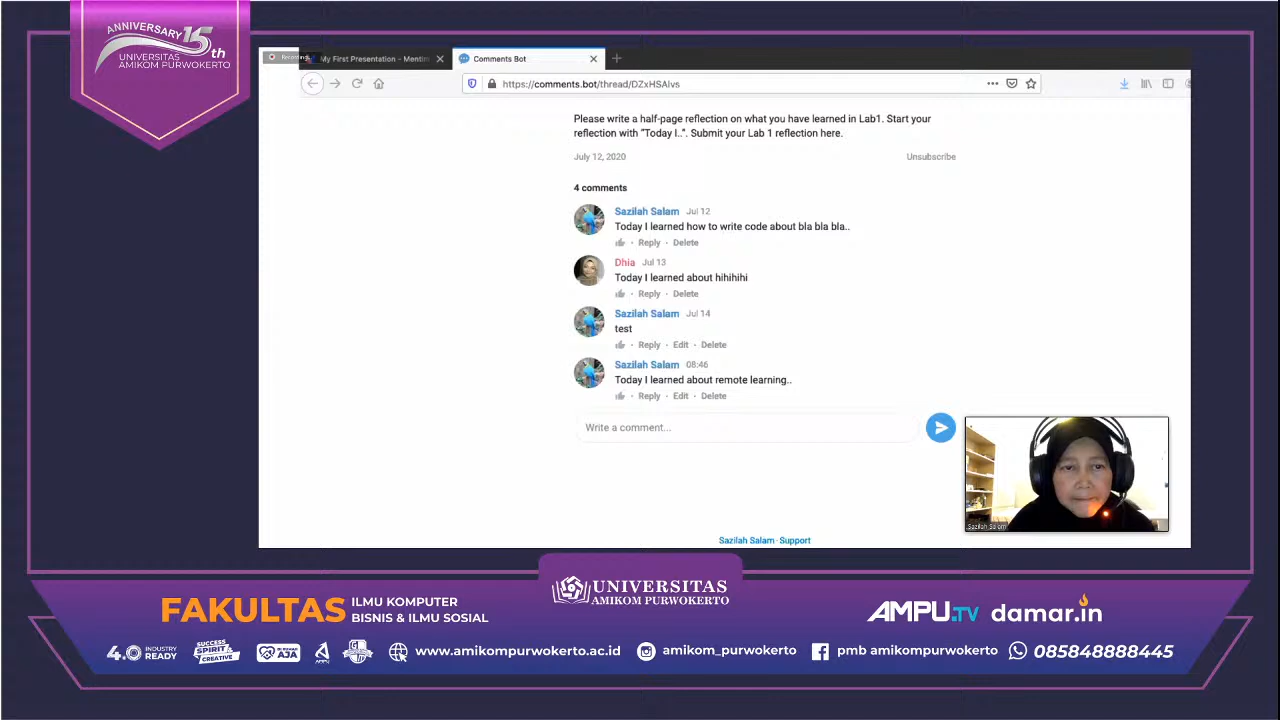 ANNIVERSARY 15th
UNIVERSITAS
AMIKOM PURWOKERTO
Recording
My First Presentation - Mentim
Comments Bot
https://comments.bot/thread/DZxHSAlvs
Please write a half-page reflection on what you have learned in Lab1. Start your
reflection with "Today I..". Submit your Lab 1 reflection here.
July 12, 2020 Unsubscribe
4 comments
Sazilah Salam Jul 12
Today I learned how to write code about bla bla bla..
Reply · Delete
Dhia Jul 13
Today I learned about hihihihi
Reply · Delete
Sazilah Salam Jul 14
test
Reply · Edit · Delete
Sazilah Salam 08:46
Today I learned about remote learning..
Reply · Edit · Delete
Write a comment...
Sazilah Salam
Sazilah Salam · Support
UNIVERSITAS
AMIKOM PURWOKERTO
FAKULTAS
ILMU KOMPUTER
BISNIS & ILMU SOSIAL
AMPU.TV damar.in
4.0 INDUSTRY
READY
SUCCESS
SPIRIT
CREATIVE
AJA
www.amikompurwokerto.ac.id
amikom_purwokerto
pmb amikompurwokerto
085848888445